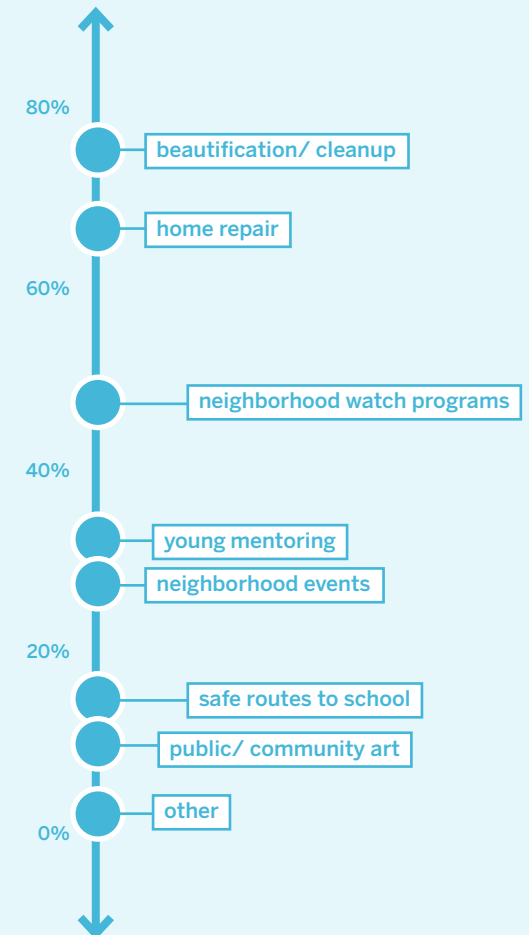 80%
beautification/ cleanup
home repair
60%
neighborhood watch programs
40%
young mentoring
neighborhood events
20%
safe routes to school
public/ community art
other
0%